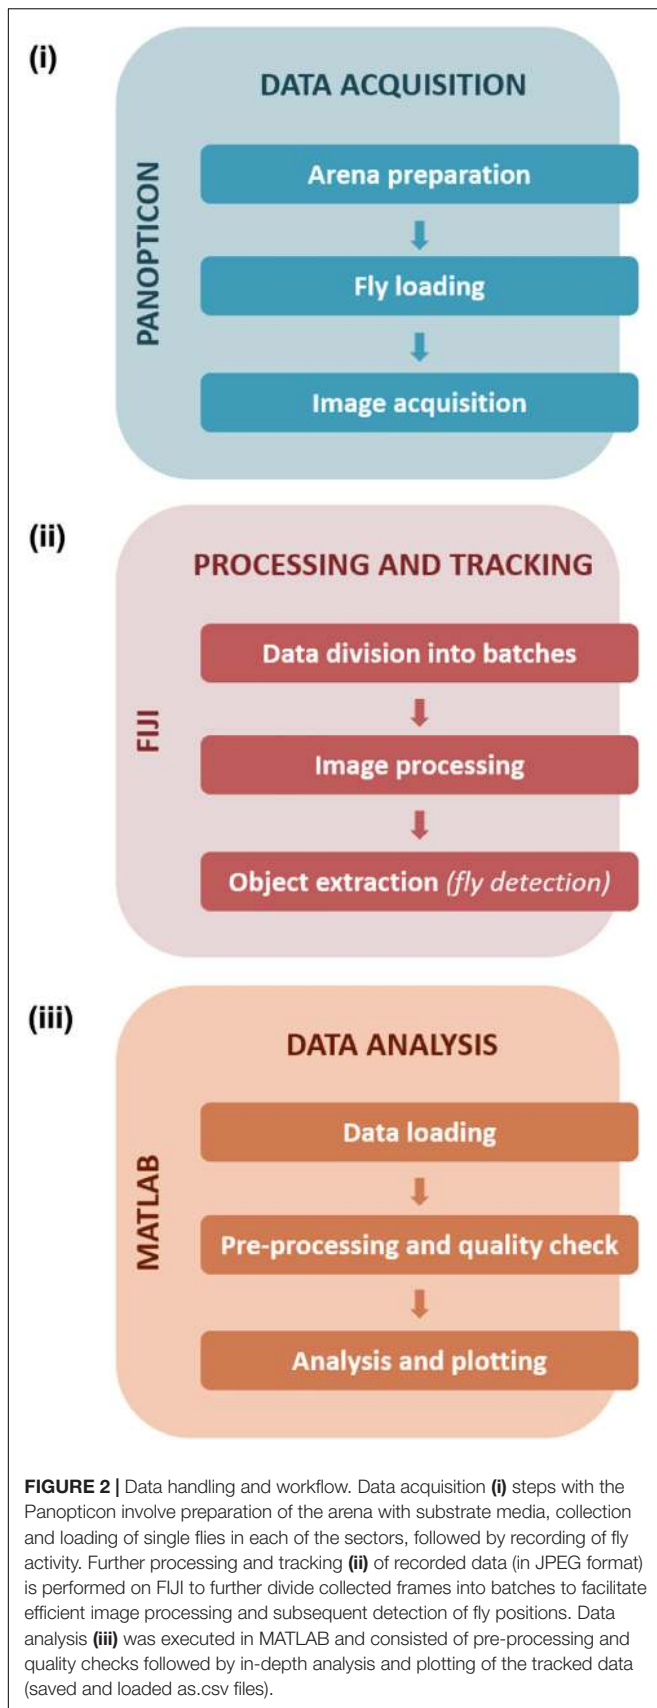 (i)
DATA ACQUISITION
PANOPTICON
Arena preparation
Fly loading
Image acquisition
(ii)
PROCESSING AND TRACKING
FIJI
Data division into batches
Image processing
Object extraction (fly detection)
(iii)
DATA ANALYSIS
MATLAB
Data loading
Pre-processing and quality check
Analysis and plotting
FIGURE 2 | Data handling and workflow. Data acquisition (i) steps with the
Panopticon involve preparation of the arena with substrate media, collection
and loading of single flies in each of the sectors, followed by recording of fly
activity. Further processing and tracking (ii) of recorded data (in JPEG format)
is performed on FIJI to further divide collected frames into batches to facilitate
efficient image processing and subsequent detection of fly positions. Data
analysis (iii) was executed in MATLAB and consisted of pre-processing and
quality checks followed by in-depth analysis and plotting of the tracked data
(saved and loaded as.csv files).